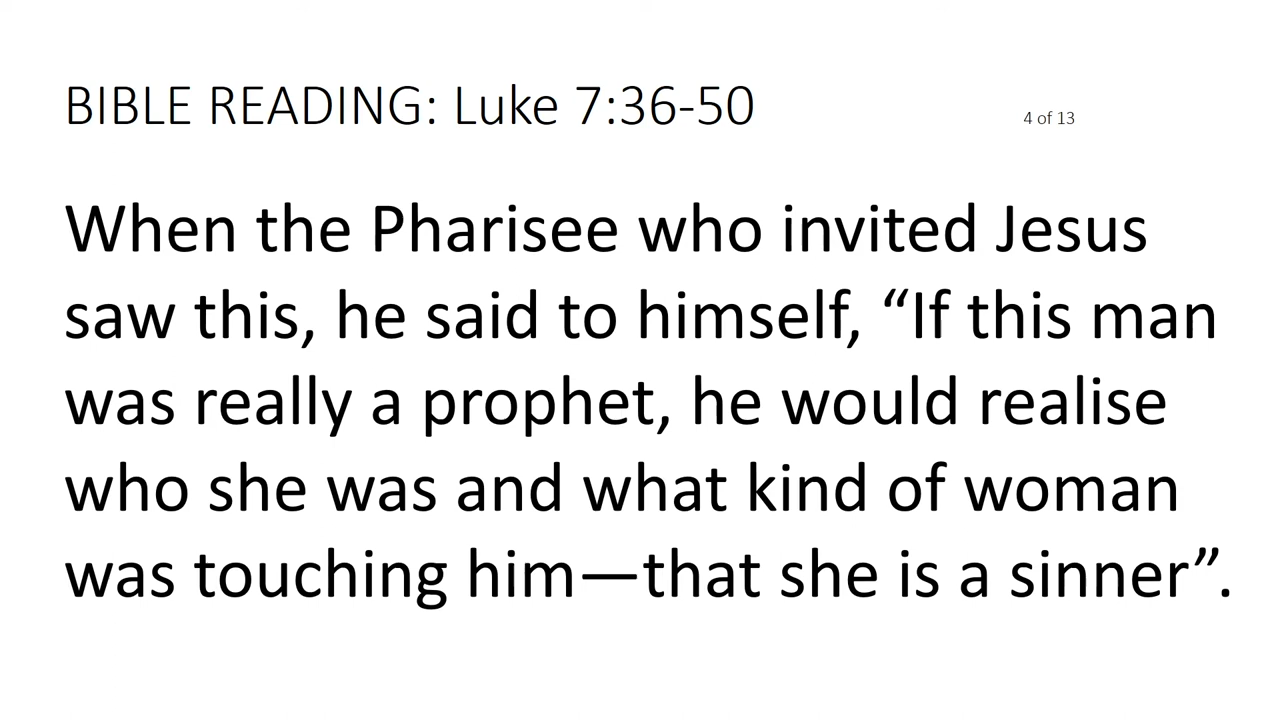 BIBLE READING: Luke 7:36-50
4 of 13
When the Pharisee who invited Jesus
saw this, he said to himself, “If this man
was really a prophet, he would realise
who she was and what kind of woman
was touching him—that she is a sinner”.